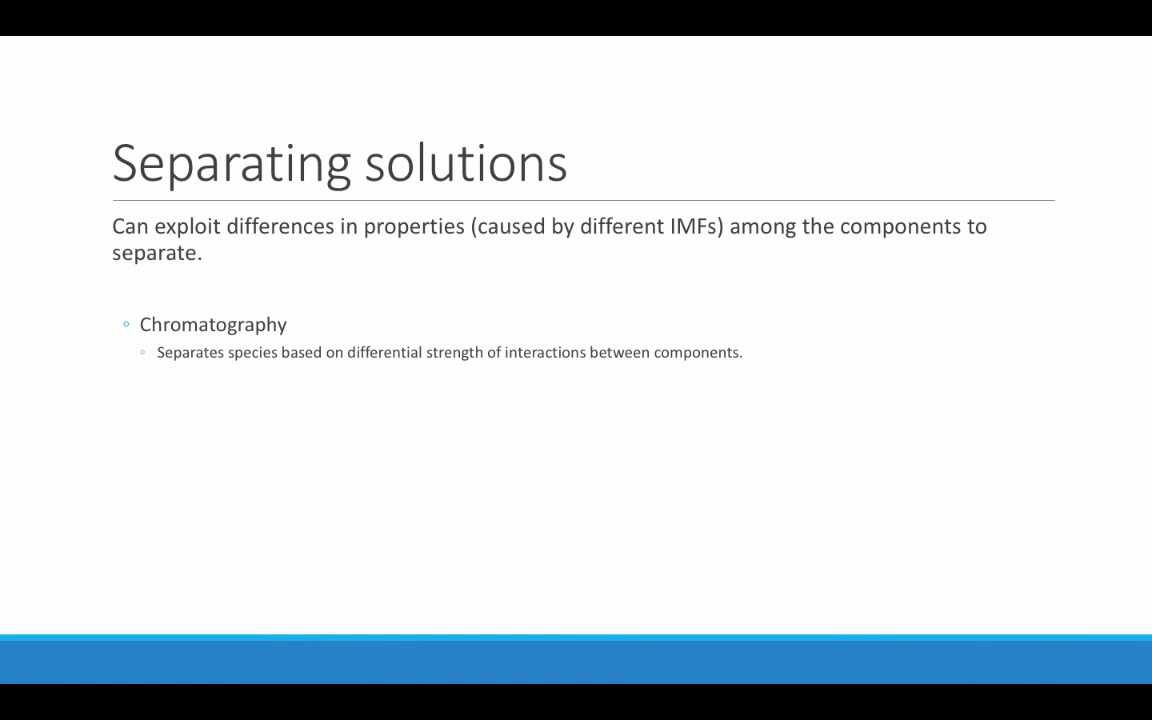 Separating solutions
Can exploit differences in properties (caused by different IMFs) among the components to
separate.
◦ Chromatography
◦ Separates species based on differential strength of interactions between components.